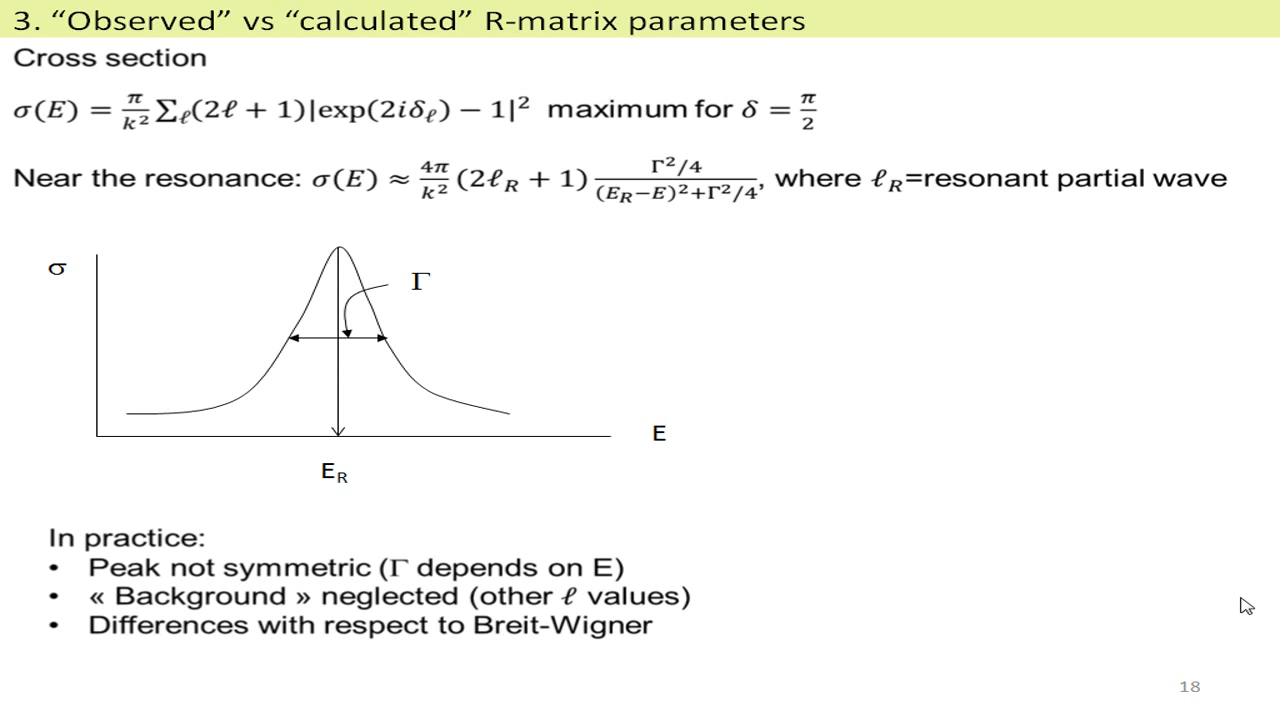 3. “Observed” vs “calculated” R-matrix parameters
Cross section
σ(E) = π/k² Σℓ(2ℓ + 1)|exp(2iδℓ) − 1|² maximum for δ = π/2
Near the resonance: σ(E) ≈ 4π/k² (2ℓR + 1) Γ²/4/(ER−E)²+Γ²/4, where ℓR=resonant partial wave
σ
Γ
E
ER
In practice:
• Peak not symmetric (Γ depends on E)
• « Background » neglected (other ℓ values)
• Differences with respect to Breit-Wigner
18